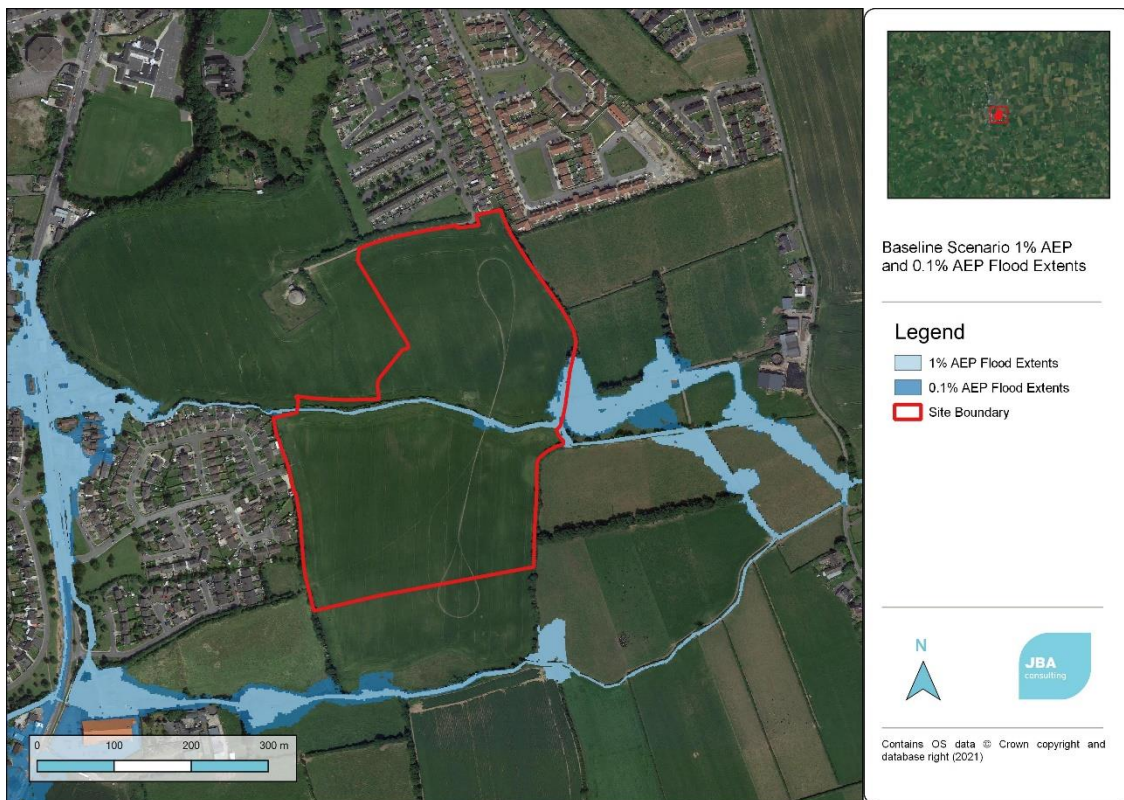 Baseline Scenario 1% AEP
and 0.1% AEP Flood Extents
Legend
1% AEP Flood Extents
0.1% AEP Flood Extents
Site Boundary
N
JBA
consulting
Contains OS data © Crown copyright and
database right (2021)
0 100 200 300 m